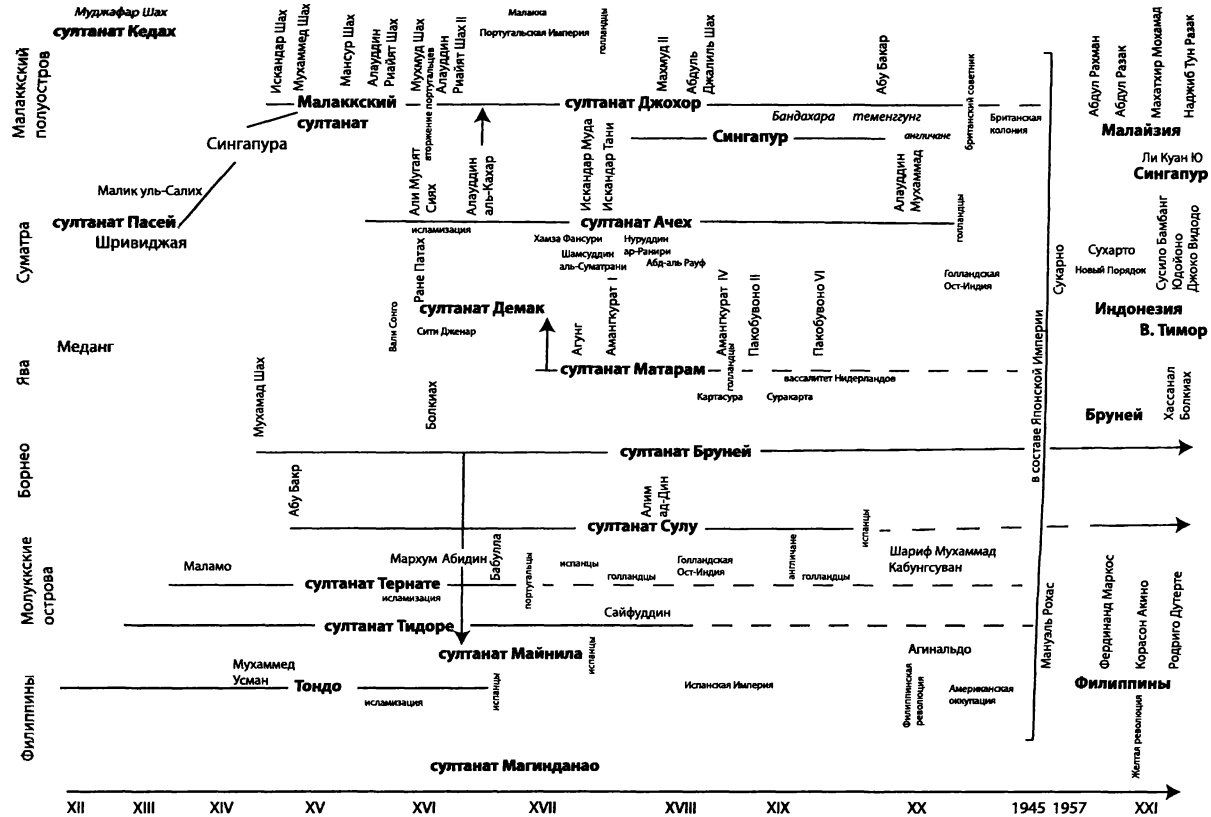 Муджафар Шах
султанат Кедах
Малаккский
полуостров
Искандар Шах
Мухаммед Шах
Мансур Шах
Алауддин
Риайят Шах
Мухмуд Шах
вторжение португальцев
Алауддин
Риайят Шах II
Малакка
Португальская Империя
голландцы
Махмуд II
Абдуль
Джалиль Шах
Абу Бакар
британский советник
Абдул Рахман
Абдул Разак
Махатхир Мохамад
Наджиб Тун Разак
Малаккский
султанат
султанат Джохор
Бандахара
теменггунг
Британская
колония
Малайзия
Сингапура
Сингапур
англичане
Ли Куан Ю
Сингапур
Малик уль-Салих
Али Мугаят
Сиях
Алауддин
аль-Кахар
Искандар Муда
Искандар Тани
Алауддин
Мухаммад
Суматра
султанат Пасей
Шривиджая
исламизация
султанат Ачех
голландцы
Хамза Фансури
Шамсуддин
аль-Суматрани
Нуруддин
ар-Ранири
Абд-аль Рауф
Голландская
Ост-Индия
Сукарно
Сухарто
Новый Порядок
Сусило Бамбанг
Юдойоно
Джоко Видодо
Индонезия
В. Тимор
Ява
Меданг
Вали Сонго
Ране Патах
султанат Демак
Сити Дженар
Агунг
Амангкурат I
Амангкурат IV
голландцы
Пакобувоно II
Пакобувоно VI
султанат Матарам
вассалитет Нидерландов
Картасура
Суракарта
в составе Японской Империи
Борнео
Мухамад Шах
Болкиах
Бруней
Хассанал
Болкиах
султанат Бруней
Абу Бакр
Алим
ад-Дин
султанат Сулу
испанцы
Молуккские
острова
Маламо
Мархум
Абидин
Бабулла
португальцы
испанцы
голландцы
Голландская
Ост-Индия
англичане
голландцы
Шариф Мухаммад
Кабунгсуван
султанат Тернате
исламизация
Сайфуддин
султанат Тидоре
Мануэль Рохас
Фердинанд Маркос
Корасон Акино
Родриго Дутерте
Филиппины
султанат Майнила
испанцы
Мухаммед
Усман
Тондо
исламизация
испанцы
Испанская Империя
Агинальдо
Филиппинская
революция
Американская
оккупация
Филиппины
Желтая революция
султанат Магинданао
XII XIII XIV XV XVI XVII XVIII XIX XX 1945 1957 XXI